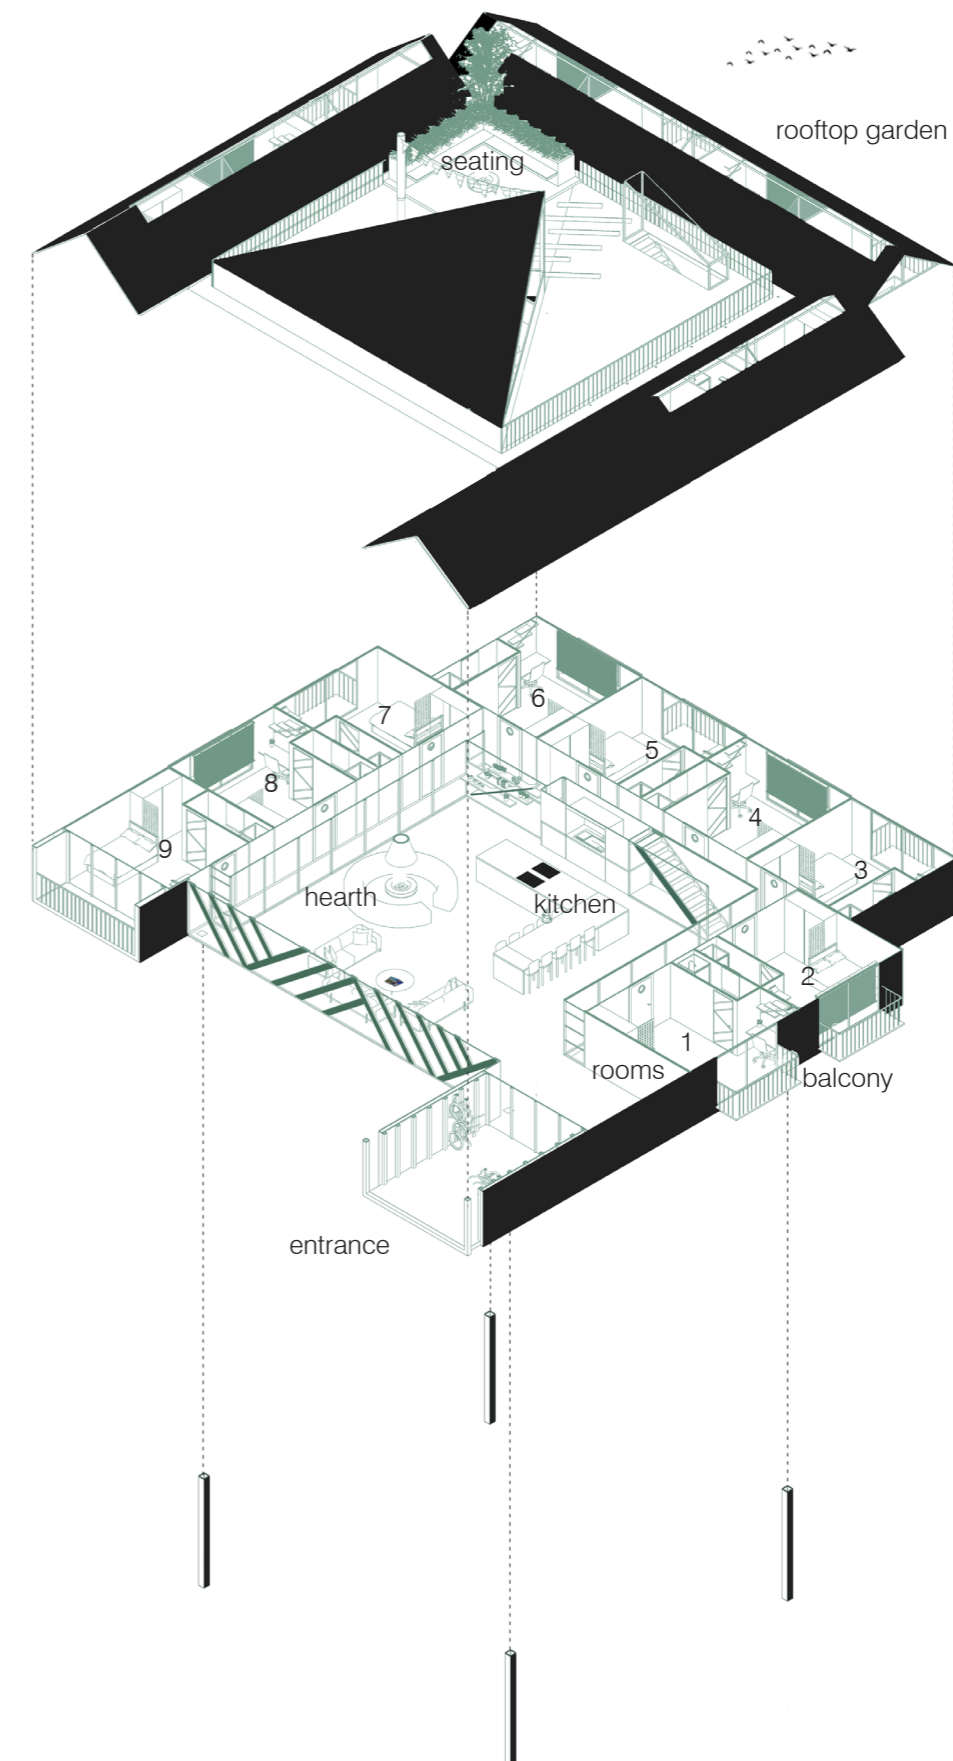 rooftop garden
seating
6
7
5
8
4
9
3
hearth
kitchen
2
1
rooms
balcony
entrance